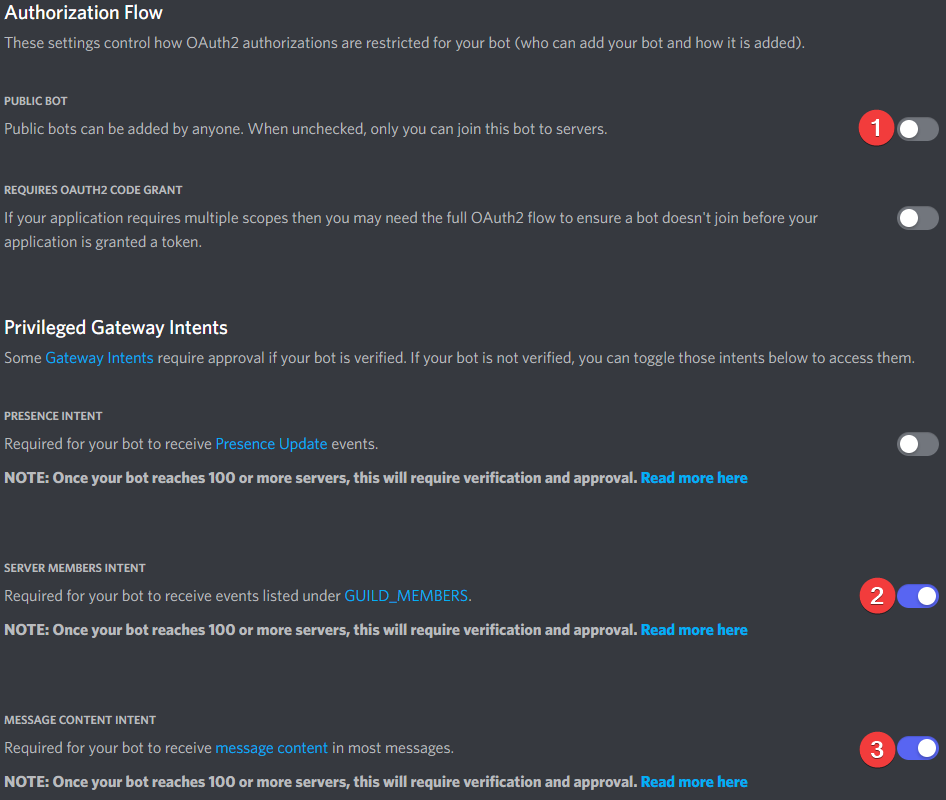 Authorization Flow
These settings control how OAuth2 authorizations are restricted for your bot (who can add your bot and how it is added).
PUBLIC BOT
Public bots can be added by anyone. When unchecked, only you can join this bot to servers.
1
REQUIRES OAUTH2 CODE GRANT
If your application requires multiple scopes then you may need the full OAuth2 flow to ensure a bot doesn't join before your
application is granted a token.
Privileged Gateway Intents
Some Gateway Intents require approval if your bot is verified. If your bot is not verified, you can toggle those intents below to access them.
PRESENCE INTENT
Required for your bot to receive Presence Update events.
NOTE: Once your bot reaches 100 or more servers, this will require verification and approval. Read more here
SERVER MEMBERS INTENT
Required for your bot to receive events listed under GUILD_MEMBERS.
2
NOTE: Once your bot reaches 100 or more servers, this will require verification and approval. Read more here
MESSAGE CONTENT INTENT
Required for your bot to receive message content in most messages.
3
NOTE: Once your bot reaches 100 or more servers, this will require verification and approval. Read more here